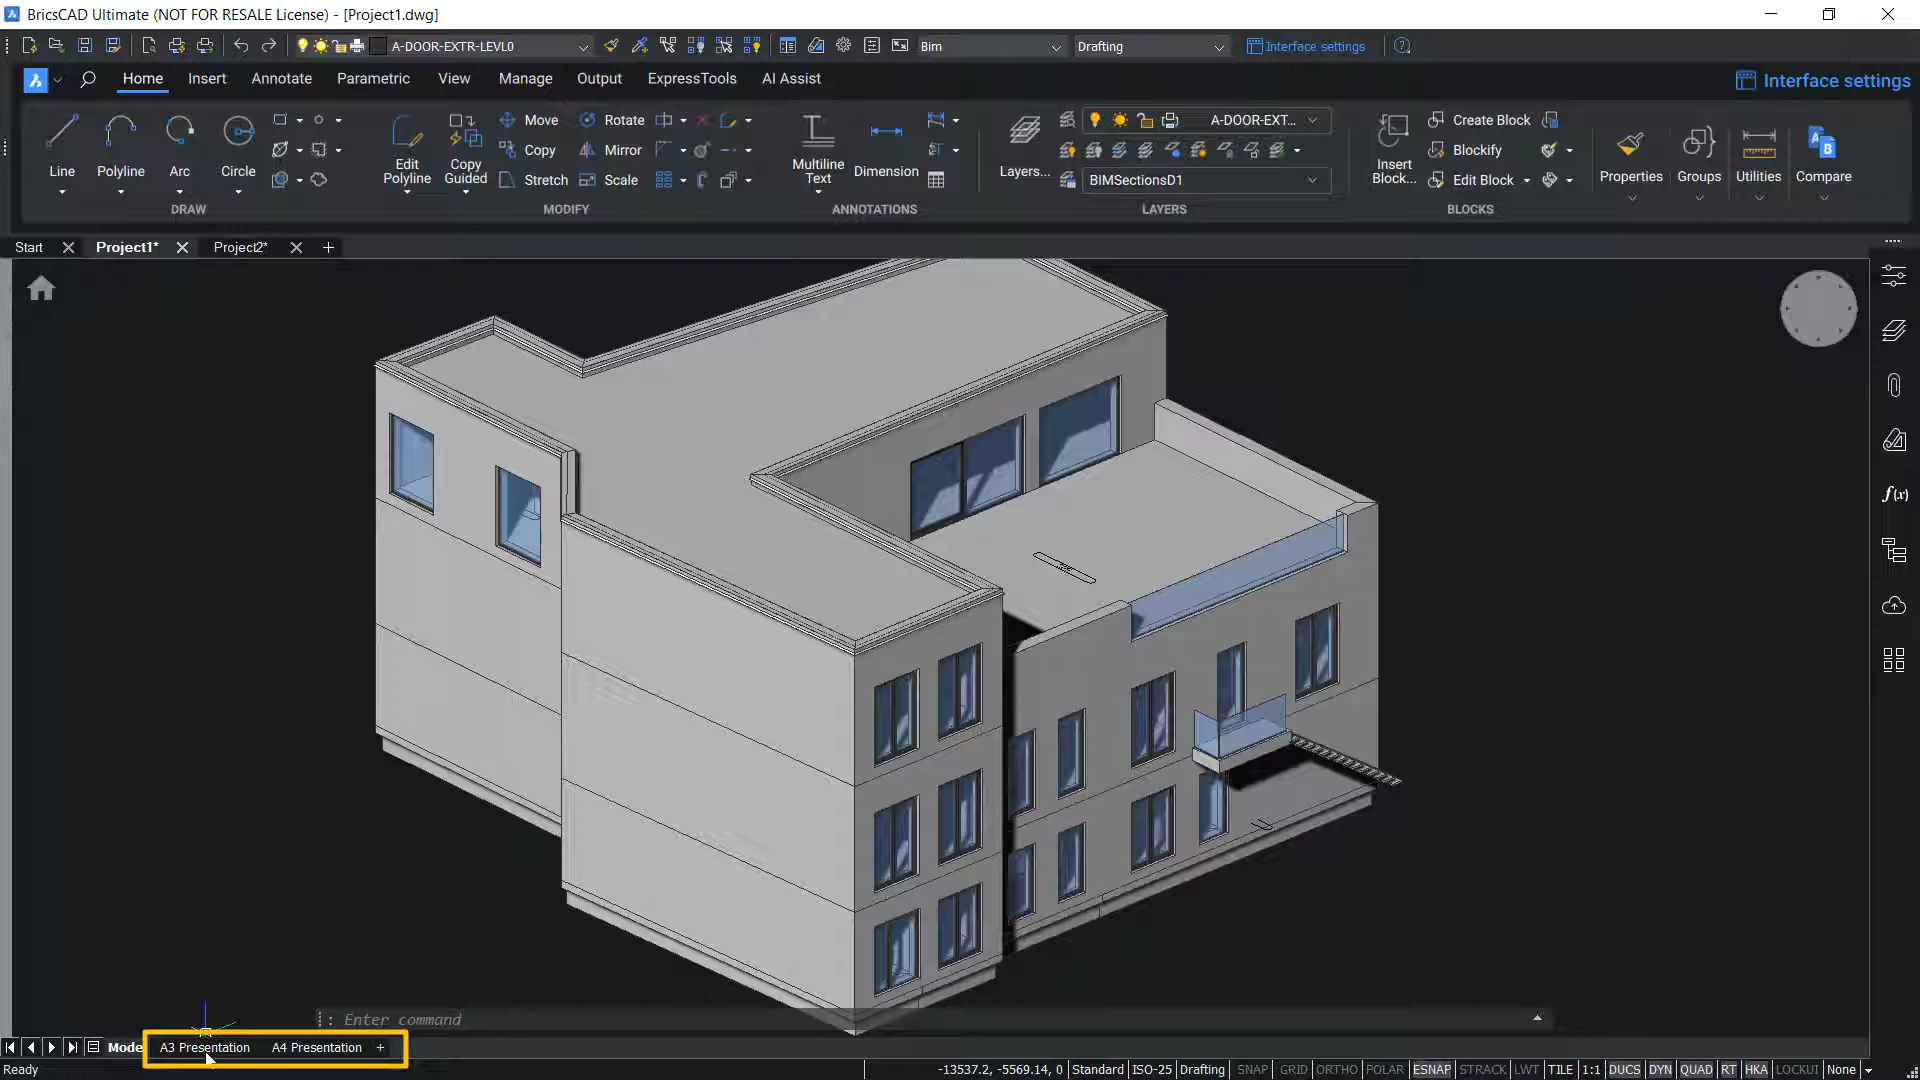 BricsCAD Ultimate (NOT FOR RESALE License) - [Project1.dwg]
A-DOOR-EXTR-LEVL0
Bim
Drafting
Interface settings
Home
Insert
Annotate
Parametric
View
Manage
Output
ExpressTools
AI Assist
Interface settings
Line
Polyline
Arc
Circle
DRAW
Edit Polyline
Copy Guided
Move
Copy
Stretch
Rotate
Mirror
Scale
MODIFY
Multiline Text
Dimension
ANNOTATIONS
Layers...
A-DOOR-EXT...
BIMSectionsD1
LAYERS
Insert Block...
Create Block
Blockify
Edit Block
BLOCKS
Properties
Groups
Utilities
A
B
Compare
Start
Project1*
Project2*
+
f(x)
: Enter command
Mode
A3 Presentation
A4 Presentation
+
Ready
-13537.2, -5569.14, 0
Standard
ISO-25
Drafting
SNAP
GRID
ORTHO
POLAR
ESNAP
STRACK
LWT
TILE
1:1
DUCS
DYN
QUAD
RT
HKA
LOCKUI
None